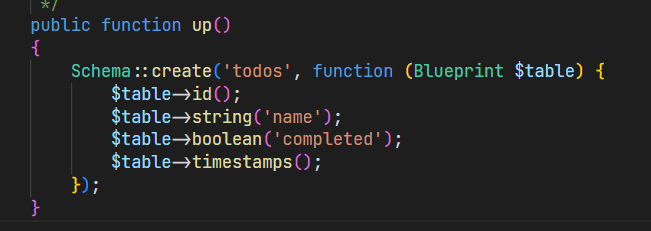 */
public function up()
{
Schema::create('todos', function (Blueprint $table) {
$table->id();
$table->string('name');
$table->boolean('completed');
$table->timestamps();
});
}